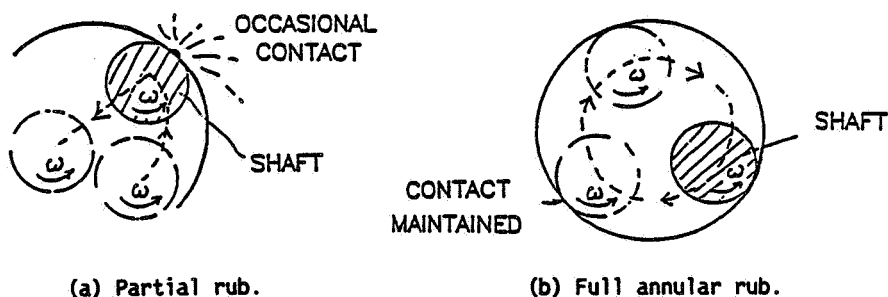 OCCASIONAL
CONTACT
ω
ω
ω
SHAFT
(a) Partial rub.
ω
ω
ω
SHAFT
CONTACT
MAINTAINED
(b) Full annular rub.